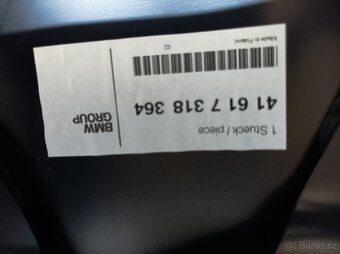 1 Stueck / piece
41 61 7 318 364
BMW
GROUP
Made in Poland
© Bazos.cz